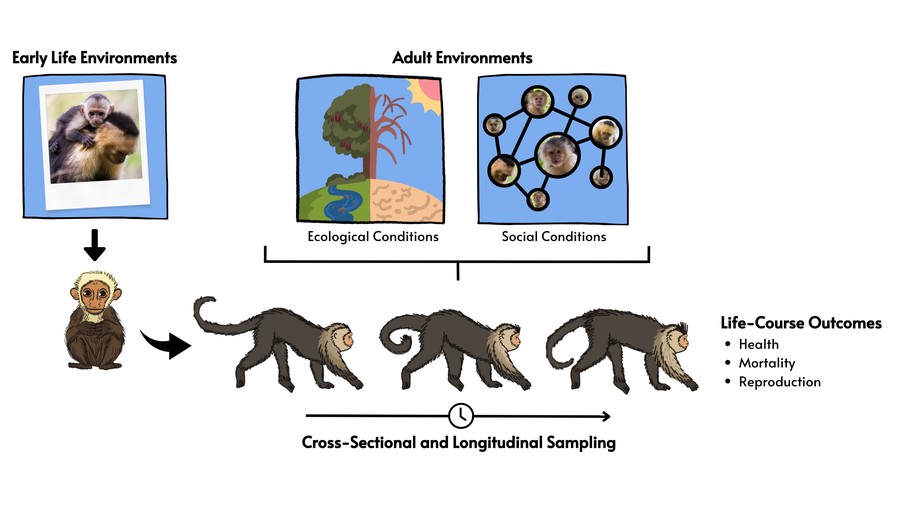 Early Life Environments
Adult Environments
Ecological Conditions
Social Conditions
Life-Course Outcomes
• Health
• Mortality
• Reproduction
Cross-Sectional and Longitudinal Sampling